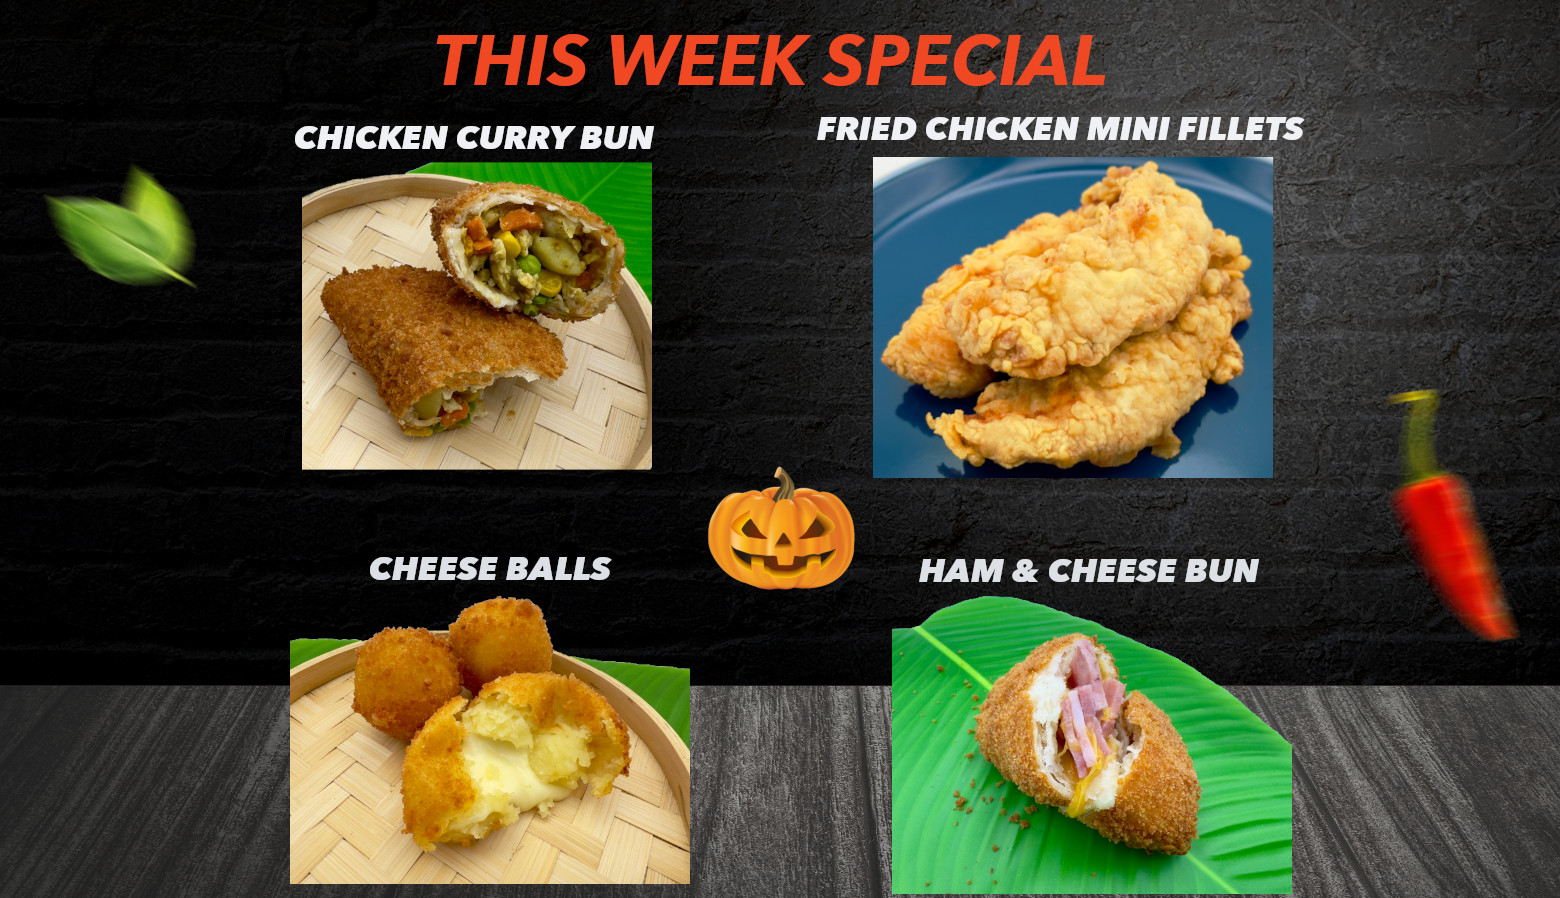 THIS WEEK SPECIAL
CHICKEN CURRY BUN
FRIED CHICKEN MINI FILLETS
CHEESE BALLS
HAM & CHEESE BUN